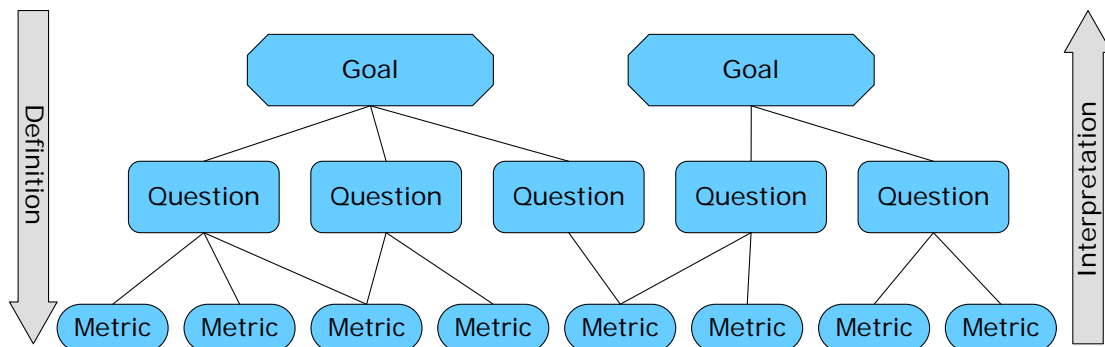 Definition
Goal
Goal
Interpretation
Question
Question
Question
Question
Question
Metric
Metric
Metric
Metric
Metric
Metric
Metric
Metric